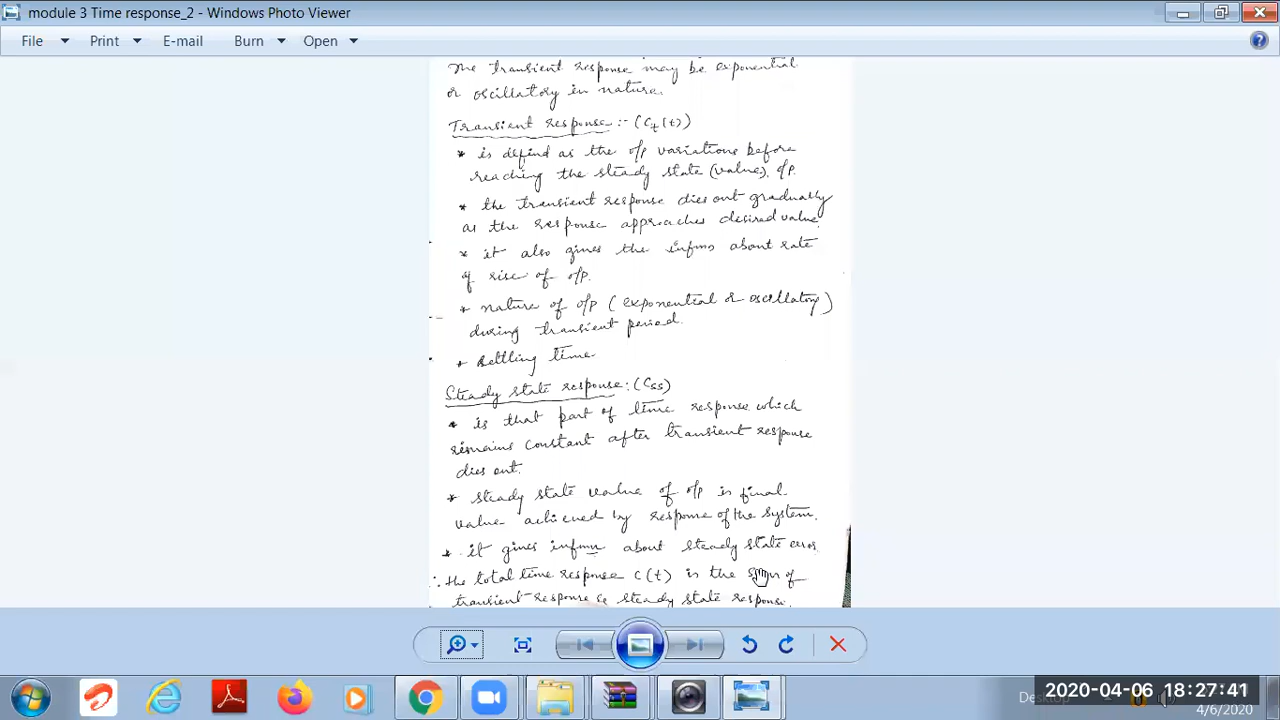 module 3 Time response_2 - Windows Photo Viewer
File Print E-mail Burn Open
The transient response may be exponential
or oscillatory in nature.
Transient response :- (Ct(t))
* is defind as the o/p variations before
reaching the steady state (value) o/p.
* the transient response dies out gradually
as the response approaches desired value.
* it also gives the infmn about rate
of rise of o/p.
* nature of o/p (exponential or oscillatory)
during transient period.
* Settling time
Steady state response: (Css)
* is that part of time response which
remains constant after transient response
dies out.
* steady state value of o/p is final
value achieved by response of the system.
* it gives infmn about steady state error
∴ the total time response c(t) is the sum of
transient response & steady state response.
Desktop
2020-04-06 18:27:41
4/6/2020